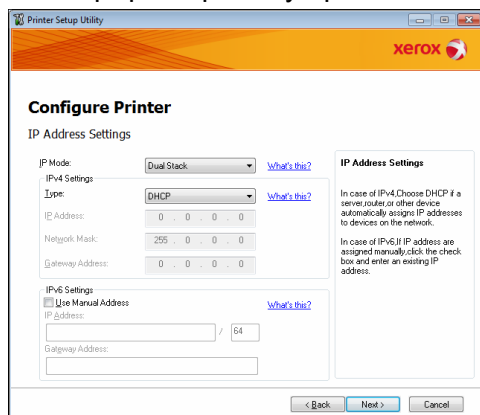 Printer Setup Utility
xerox
Configure Printer
IP Address Settings
IP Mode:
Dual Stack
What's this?
IPv4 Settings
Type:
DHCP
What's this?
IP Address:
0 . 0 . 0 . 0
Network Mask:
255 . 0 . 0 . 0
Gateway Address:
0 . 0 . 0 . 0
IPv6 Settings
Use Manual Address
What's this?
IP Address:
/ 64
Gateway Address:
IP Address Settings
In case of IPv4,Choose DHCP if a
server,router,or other device
automatically assigns IP addresses
to devices on the network.
In case of IPv6,If IP address are
assigned manually,click the check
box and enter an existing IP
address.
< Back
Next >
Cancel